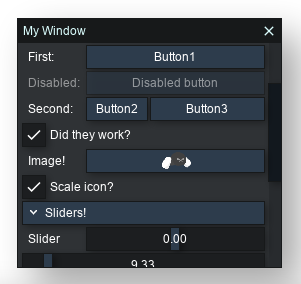 My Window
First: Button1
Disabled: Disabled button
Second: Button2 Button3
Did they work?
Image!
Scale icon?
Sliders!
Slider 0.00
9.33